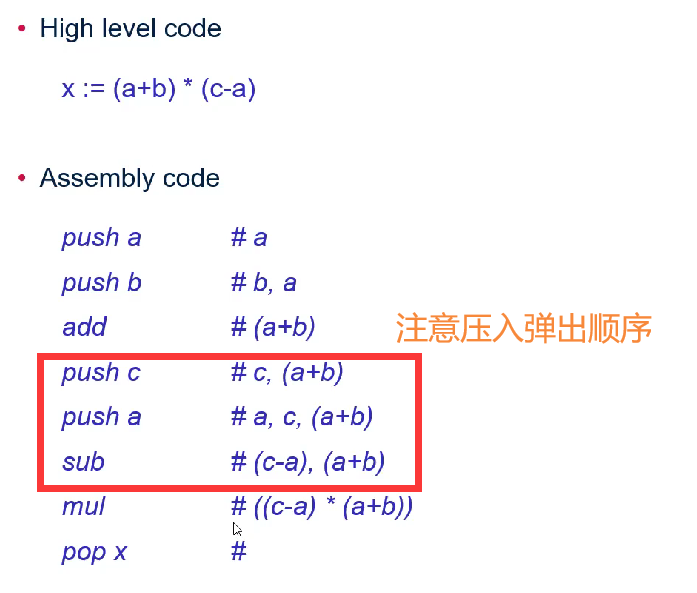 • High level code
x := (a+b) * (c-a)
• Assembly code
push a # a
push b # b, a
add # (a+b)
注意压入弹出顺序
push c # c, (a+b)
push a # a, c, (a+b)
sub # (c-a), (a+b)
mul # ((c-a) * (a+b))
pop x #